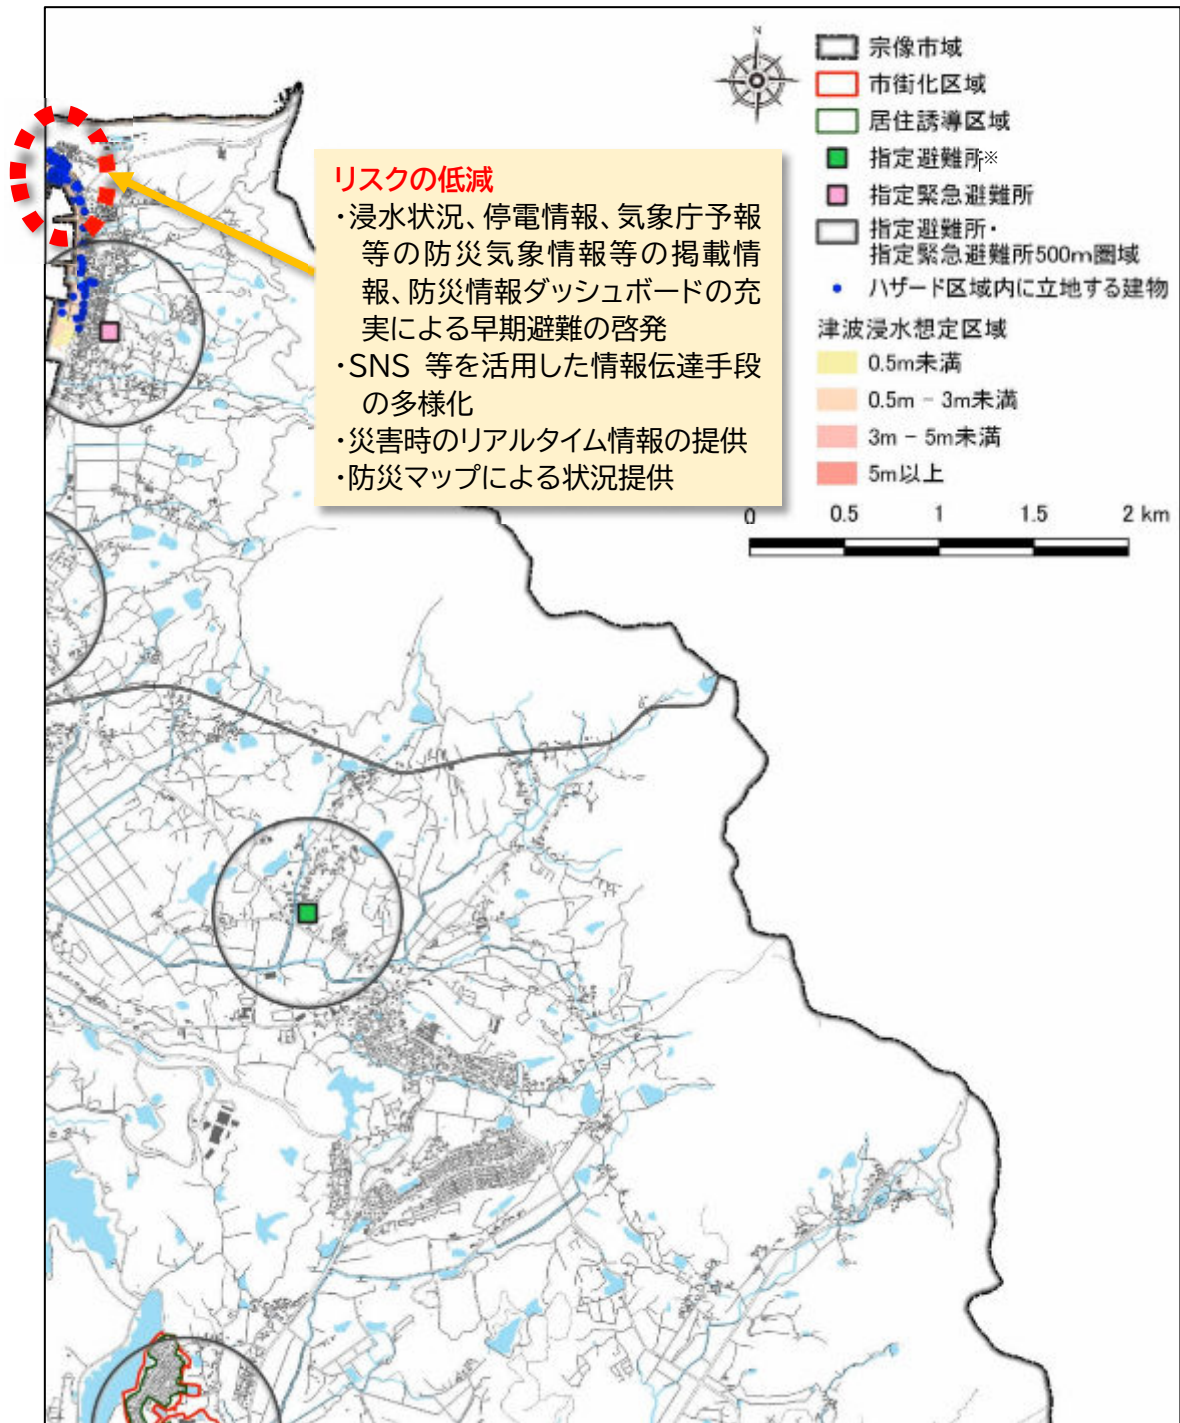 N
宗像市域
市街化区域
居住誘導区域
指定避難所※
指定緊急避難所
指定避難所・
指定緊急避難所500m圏域
ハザード区域内に立地する建物
津波浸水想定区域
0.5m未満
0.5m － 3m未満
3m － 5m未満
5m以上
0 0.5 1 1.5 2 km
リスクの低減
・浸水状況、停電情報、気象庁予報
等の防災気象情報等の掲載情
報、防災情報ダッシュボードの充
実による早期避難の啓発
・SNS 等を活用した情報伝達手段
の多様化
・災害時のリアルタイム情報の提供
・防災マップによる状況提供